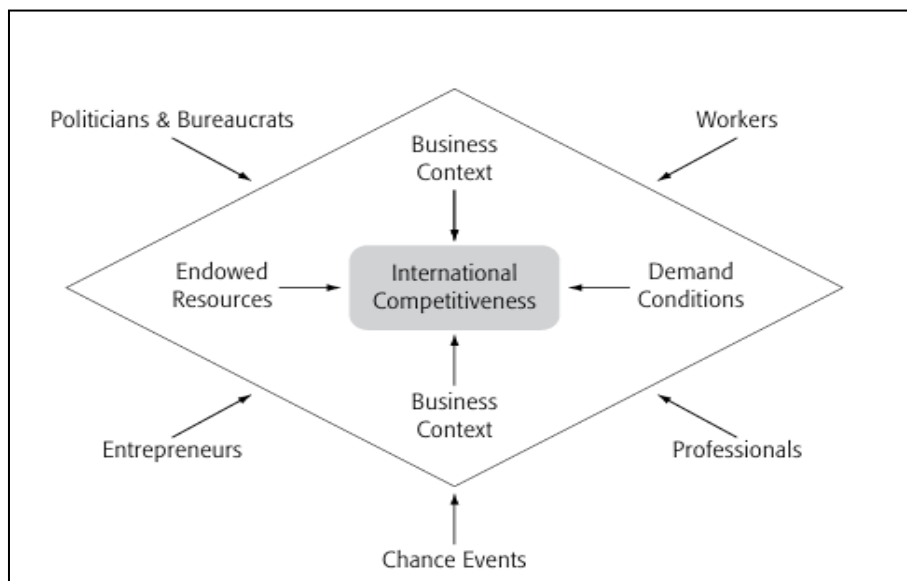 Politicians & Bureaucrats
Workers
Business
Context
Endowed
Resources
International
Competitiveness
Demand
Conditions
Business
Context
Entrepreneurs
Professionals
Chance Events